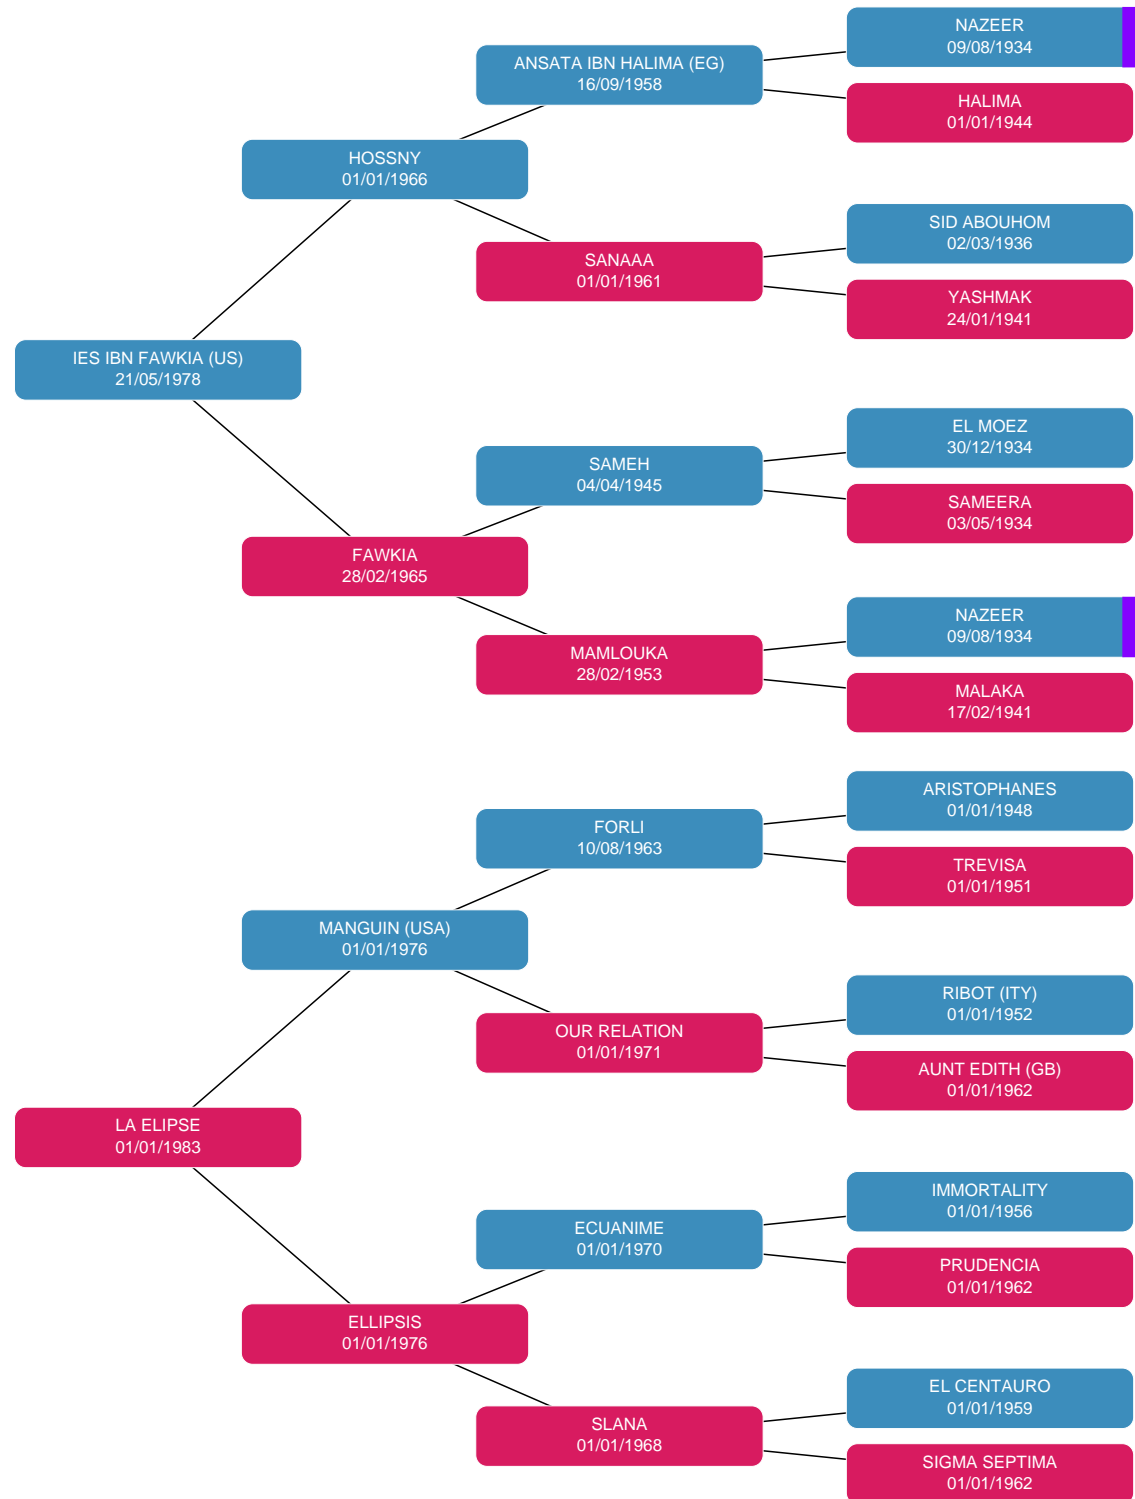 NAZEER
09/08/1934
ANSATA IBN HALIMA (EG)
16/09/1958
HALIMA
01/01/1944
HOSSNY
01/01/1966
SID ABOUHOM
02/03/1936
SANAAA
01/01/1961
YASHMAK
24/01/1941
IES IBN FAWKIA (US)
21/05/1978
EL MOEZ
30/12/1934
SAMEH
04/04/1945
SAMEERA
03/05/1934
FAWKIA
28/02/1965
NAZEER
09/08/1934
MAMLOUKA
28/02/1953
MALAKA
17/02/1941
ARISTOPHANES
01/01/1948
FORLI
10/08/1963
TREVISA
01/01/1951
MANGUIN (USA)
01/01/1976
RIBOT (ITY)
01/01/1952
OUR RELATION
01/01/1971
AUNT EDITH (GB)
01/01/1962
LA ELIPSE
01/01/1983
IMMORTALITY
01/01/1956
ECUANIME
01/01/1970
PRUDENCIA
01/01/1962
ELLIPSIS
01/01/1976
EL CENTAURO
01/01/1959
SLANA
01/01/1968
SIGMA SEPTIMA
01/01/1962